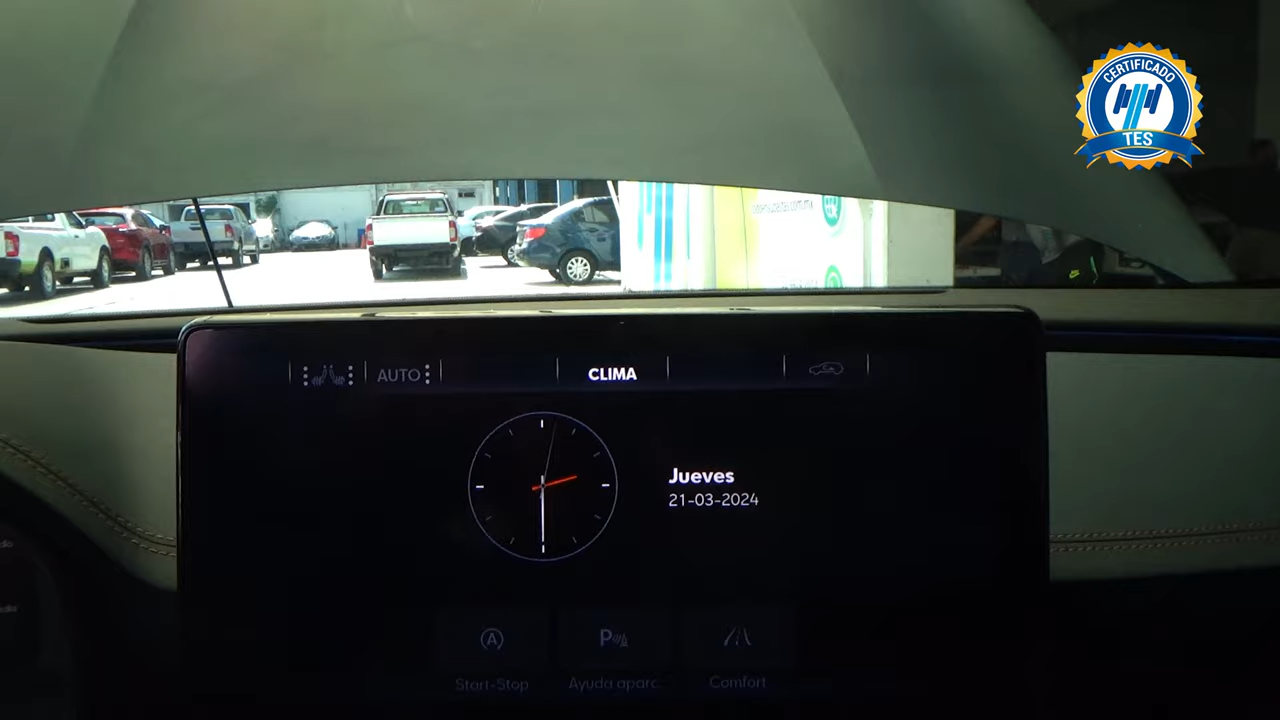 CERTIFICADO
TES
AUTO
CLIMA
Jueves
21-03-2024
Start-Stop
Ayuda aparc.
Comfort